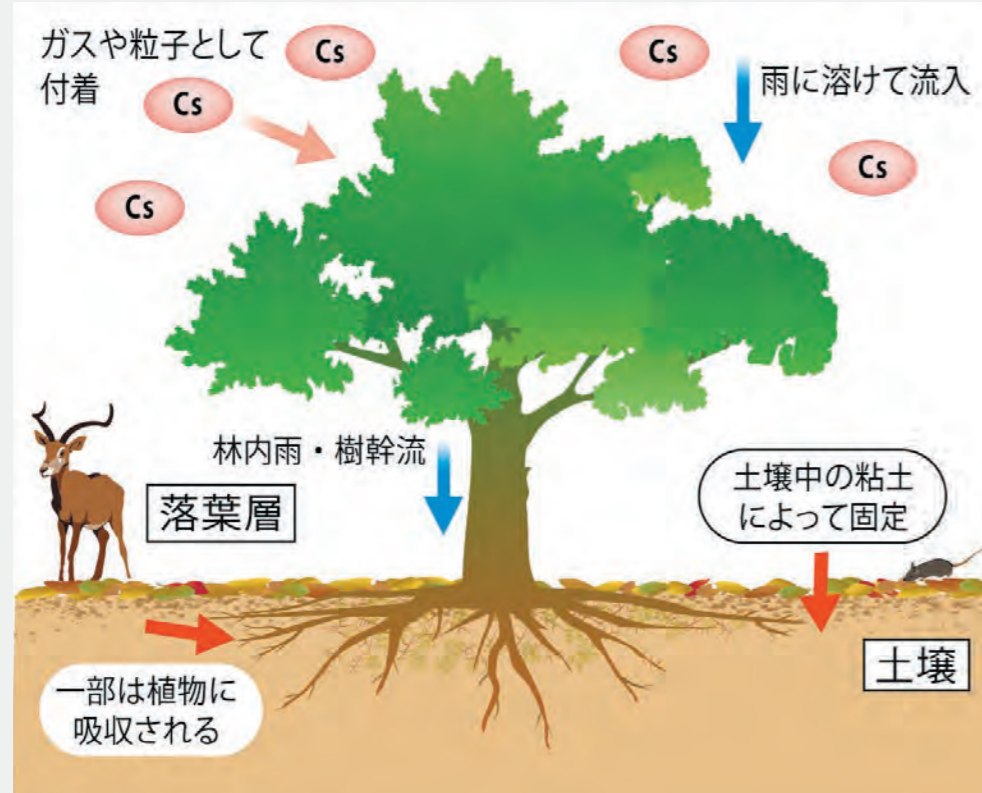 ガスや粒子として
付着
Cs
Cs
Cs
Cs
Cs
雨に溶けて流入
林内雨・樹幹流
落葉層
土壌中の粘土
によって固定
土壌
一部は植物に
吸収される